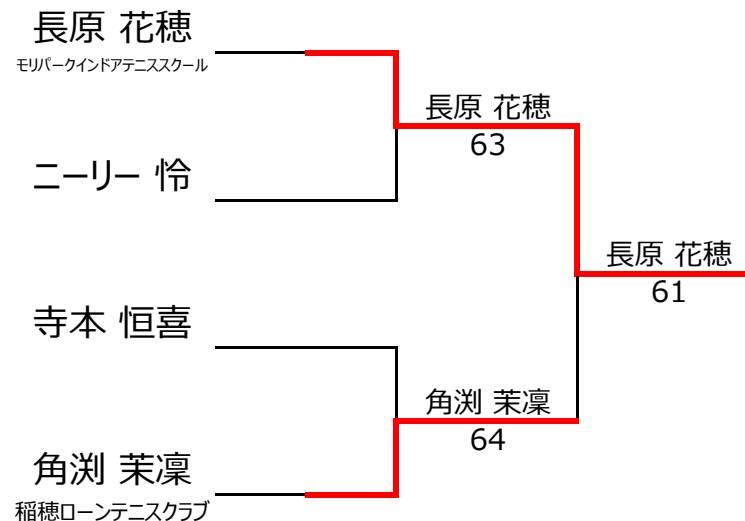 長原 花穂
モリパークインドアテニススクール
長原 花穂
63
ニーリー 怜
長原 花穂
61
寺本 恒喜
角渕 茉凜
64
角渕 茉凜
稲穂ローンテニスクラブ